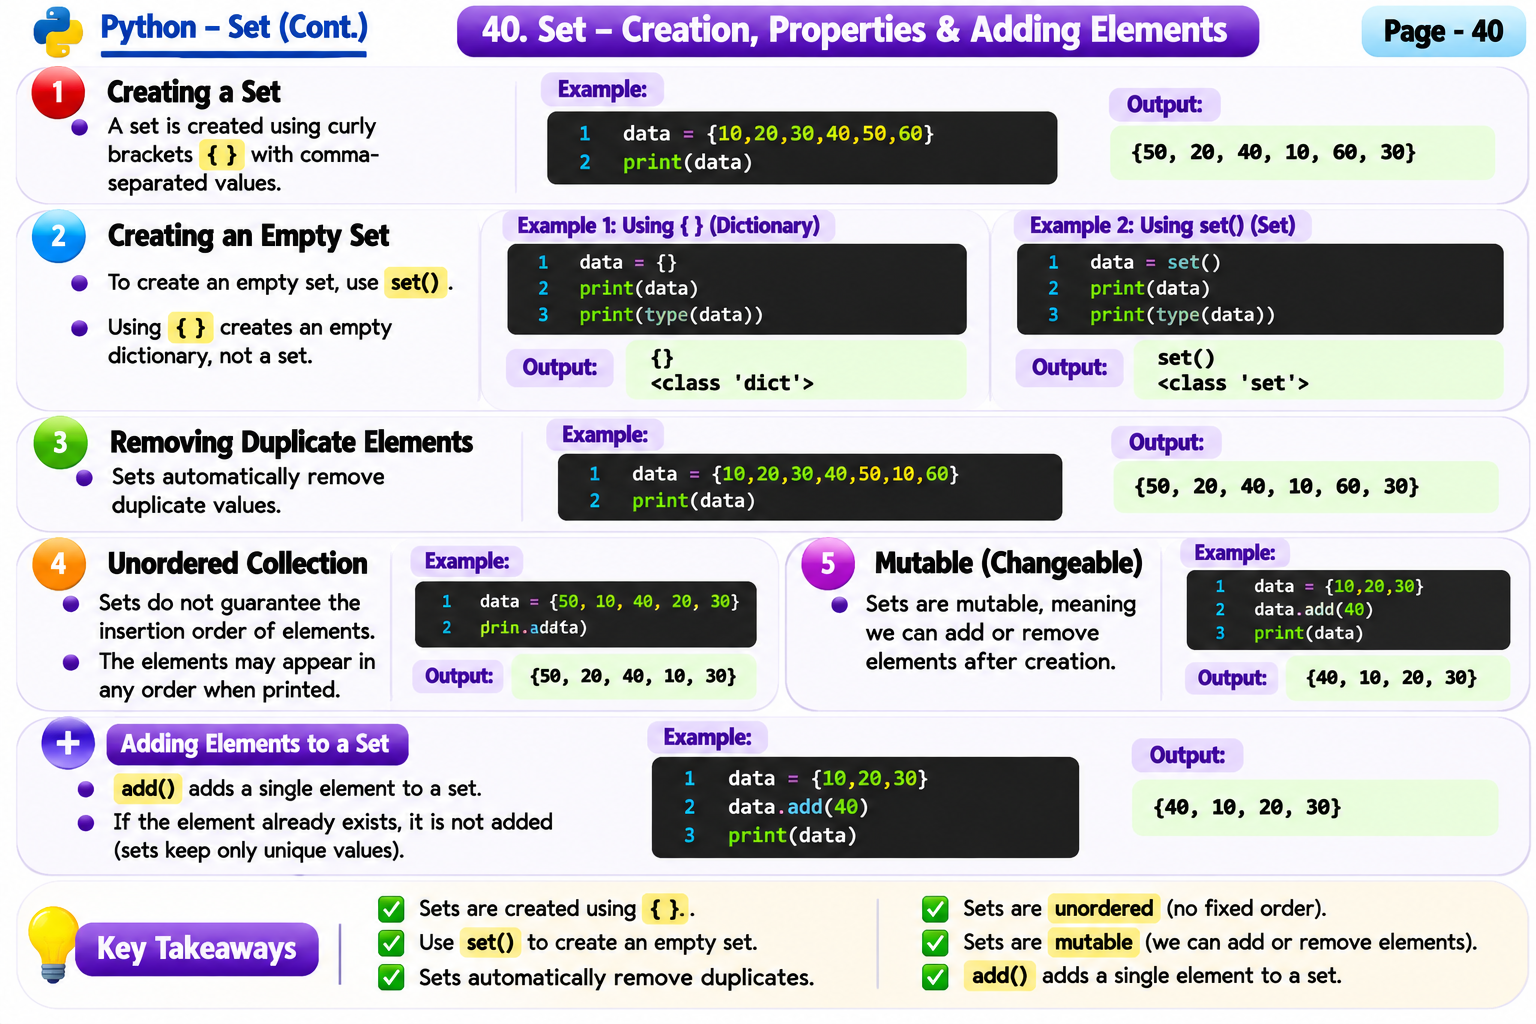 Python – Set (Cont.)
40. Set – Creation, Properties & Adding Elements
Page - 40
1
Creating a Set
A set is created using curly
brackets { } with comma-
separated values.
Example:
1 data = {10,20,30,40,50,60}
2 print(data)
Output:
{50, 20, 40, 10, 60, 30}
2
Creating an Empty Set
To create an empty set, use set() .
Using { } creates an empty
dictionary, not a set.
Example 1: Using { } (Dictionary)
1 data = {}
2 print(data)
3 print(type(data))
Output:
{}
<class 'dict'>
Example 2: Using set() (Set)
1 data = set()
2 print(data)
3 print(type(data))
Output:
set()
<class 'set'>
3
Removing Duplicate Elements
Sets automatically remove
duplicate values.
Example:
1 data = {10,20,30,40,50,10,60}
2 print(data)
Output:
{50, 20, 40, 10, 60, 30}
4
Unordered Collection
Sets do not guarantee the
insertion order of elements.
The elements may appear in
any order when printed.
Example:
1 data = {50, 10, 40, 20, 30}
2 prin.adata)
Output:
{50, 20, 40, 10, 30}
5
Mutable (Changeable)
Sets are mutable, meaning
we can add or remove
elements after creation.
Example:
1 data = {10,20,30}
2 data.add(40)
3 print(data)
Output:
{40, 10, 20, 30}
+
Adding Elements to a Set
add() adds a single element to a set.
If the element already exists, it is not added
(sets keep only unique values).
Example:
1 data = {10,20,30}
2 data.add(40)
3 print(data)
Output:
{40, 10, 20, 30}
Key Takeaways
Sets are created using { }. .
Use set() to create an empty set.
Sets automatically remove duplicates.
Sets are unordered (no fixed order).
Sets are mutable (we can add or remove elements).
add() adds a single element to a set.